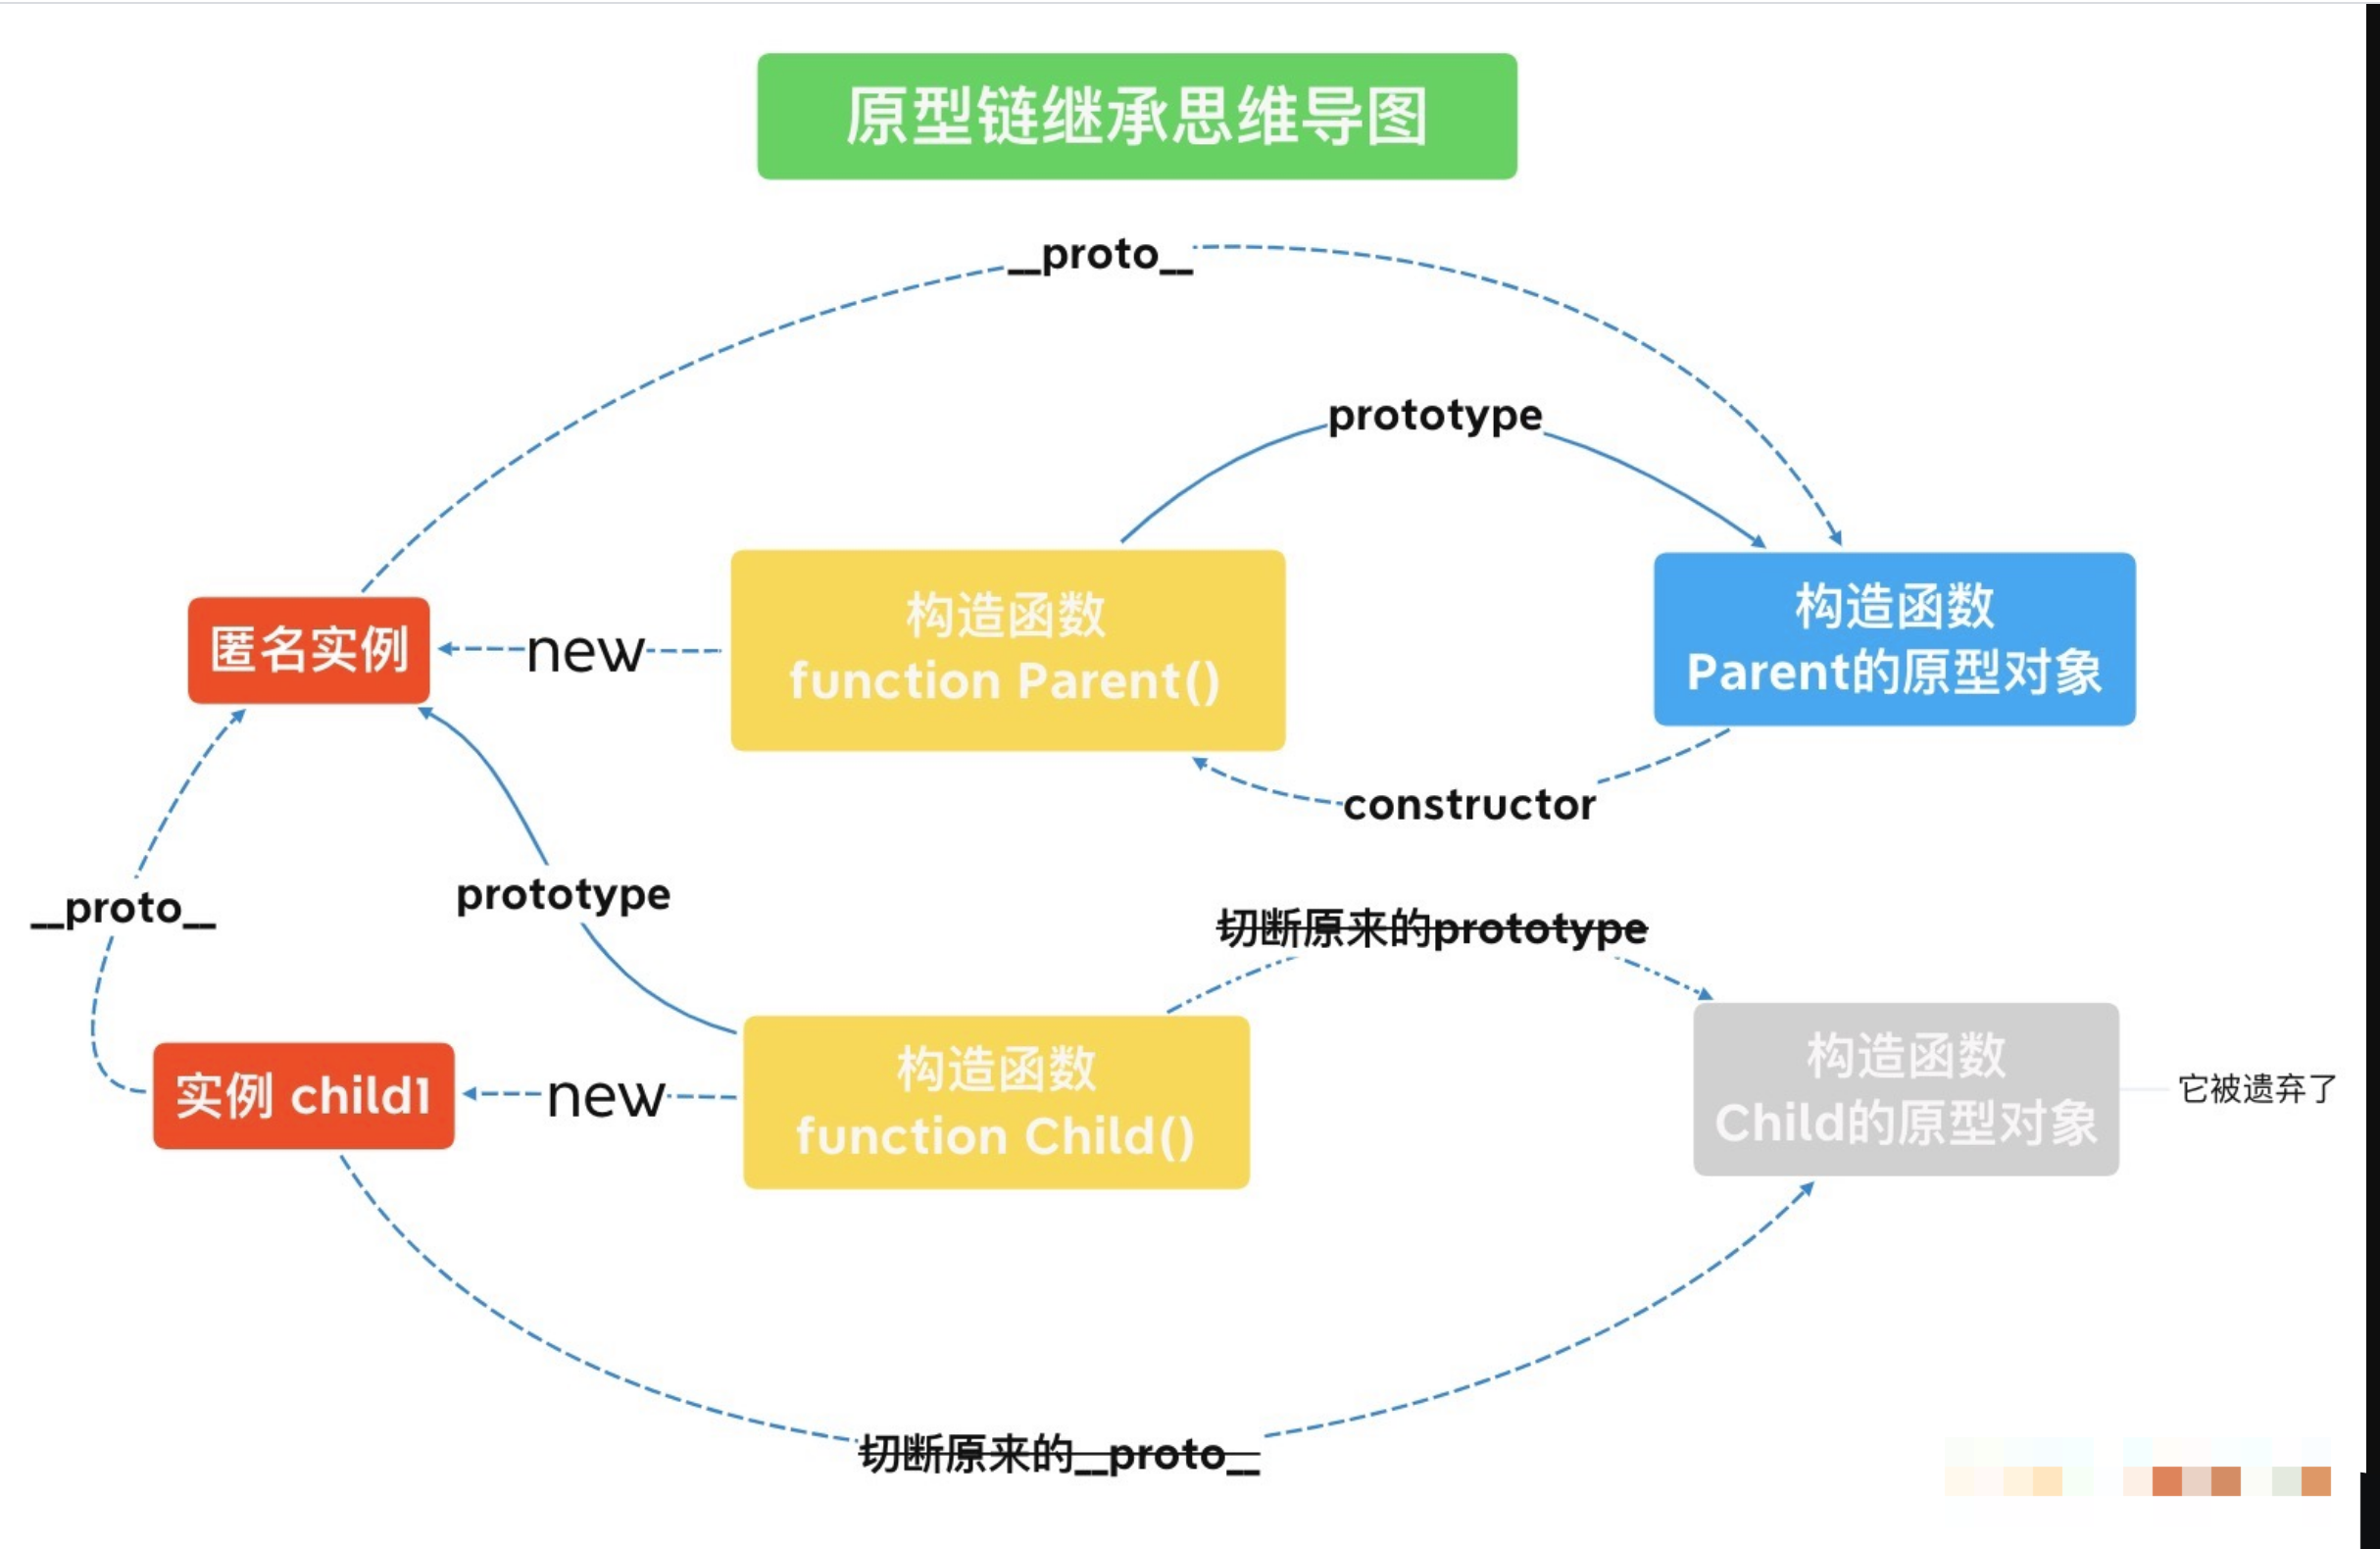 原型链继承思维导图
__proto__
prototype
匿名实例
new
构造函数
function Parent()
构造函数
Parent的原型对象
constructor
__proto__
prototype
切断原来的prototype
实例 child1
new
构造函数
function Child()
构造函数
Child的原型对象
它被遗弃了
切断原来的__proto__